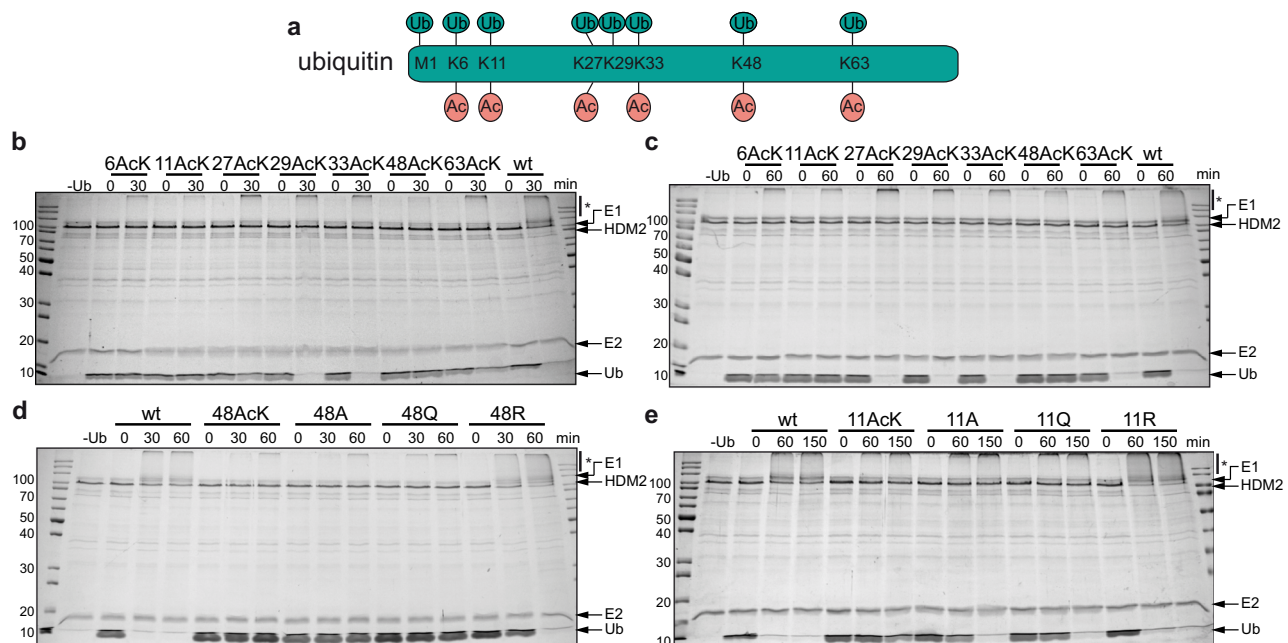 a
Ub Ub Ub Ub Ub Ub Ub Ub
ubiquitin M1 K6 K11 K27 K29 K33 K48 K63
Ac Ac Ac Ac Ac Ac
b
6AcK 11AcK 27AcK 29AcK 33AcK 48AcK 63AcK wt
-Ub 0 30 0 30 0 30 0 30 0 30 0 30 0 30 0 30 min
* E1
100 HDM2
70
50
40
30
20 E2
10 Ub
c
6AcK 11AcK 27AcK 29AcK 33AcK 48AcK 63AcK wt
-Ub 0 60 0 60 0 60 0 60 0 60 0 60 0 60 0 60 min
* E1
100 HDM2
70
50
40
30
20 E2
10 Ub
d
wt 48AcK 48A 48Q 48R
-Ub 0 30 60 0 30 60 0 30 60 0 30 60 0 30 60 min
* E1
100 HDM2
70
50
40
30
20 E2
10 Ub
e
wt 11AcK 11A 11Q 11R
-Ub 0 60 150 0 60 150 0 60 150 0 60 150 0 60 150 min
* E1
100 HDM2
70
50
40
30
20 E2
10 Ub